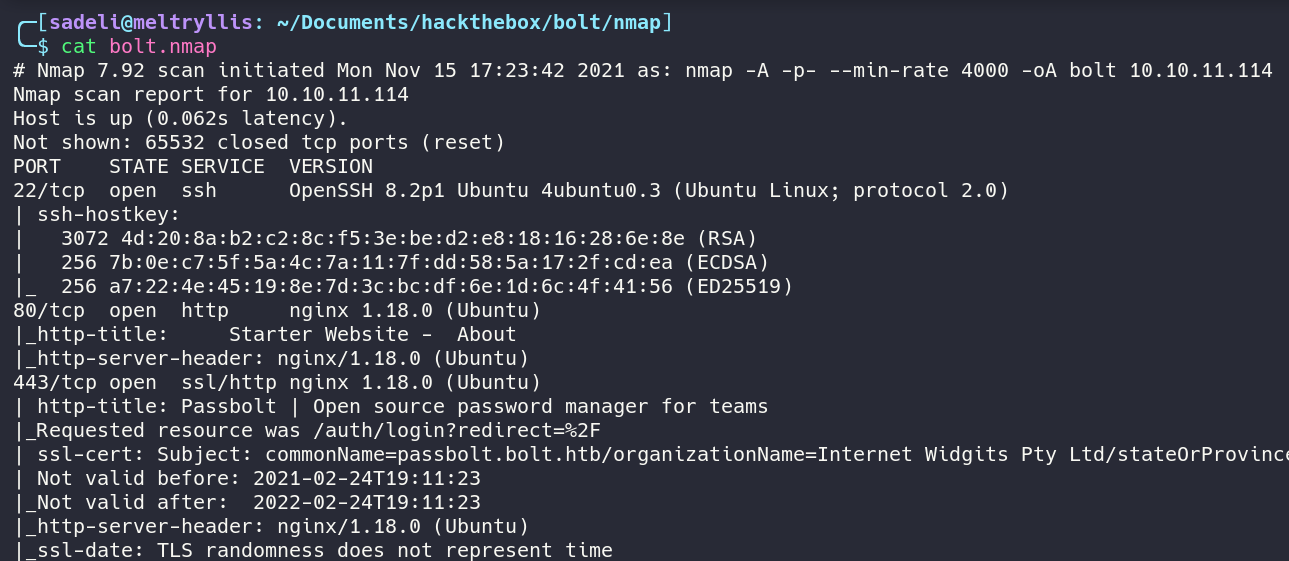 [sadeli@meltryllis: ~/Documents/hackthebox/bolt/nmap]
$ cat bolt.nmap
# Nmap 7.92 scan initiated Mon Nov 15 17:23:42 2021 as: nmap -A -p- --min-rate 4000 -oA bolt 10.10.11.114
Nmap scan report for 10.10.11.114
Host is up (0.062s latency).
Not shown: 65532 closed tcp ports (reset)
PORT    STATE SERVICE  VERSION
22/tcp  open  ssh      OpenSSH 8.2p1 Ubuntu 4ubuntu0.3 (Ubuntu Linux; protocol 2.0)
| ssh-hostkey:
|   3072 4d:20:8a:b2:c2:8c:f5:3e:be:d2:e8:18:16:28:6e:8e (RSA)
|   256 7b:0e:c7:5f:5a:4c:7a:11:7f:dd:58:5a:17:2f:cd:ea (ECDSA)
|_  256 a7:22:4e:45:19:8e:7d:3c:bc:df:6e:1d:6c:4f:41:56 (ED25519)
80/tcp  open  http     nginx 1.18.0 (Ubuntu)
|_http-title:     Starter Website -  About
|_http-server-header: nginx/1.18.0 (Ubuntu)
443/tcp open  ssl/http nginx 1.18.0 (Ubuntu)
| http-title: Passbolt | Open source password manager for teams
|_Requested resource was /auth/login?redirect=%2F
| ssl-cert: Subject: commonName=passbolt.bolt.htb/organizationName=Internet Widgits Pty Ltd/stateOrProvince
| Not valid before: 2021-02-24T19:11:23
|_Not valid after:  2022-02-24T19:11:23
|_http-server-header: nginx/1.18.0 (Ubuntu)
|_ssl-date: TLS randomness does not represent time